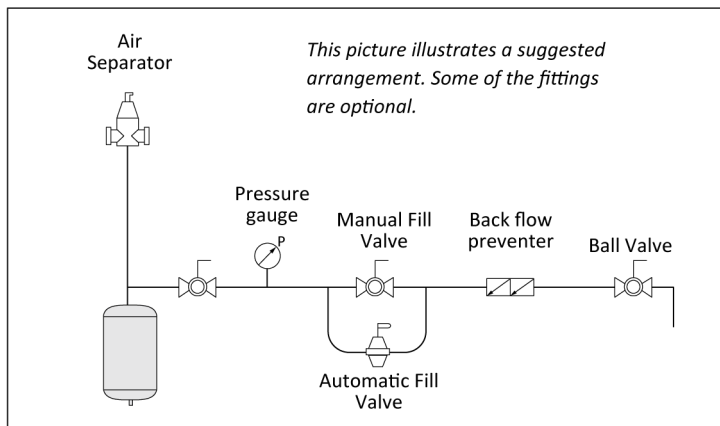 Air
Separator
This picture illustrates a suggested
arrangement. Some of the fittings
are optional.
Pressure
gauge
P
Manual Fill
Valve
Back flow
preventer
Ball Valve
Automatic Fill
Valve